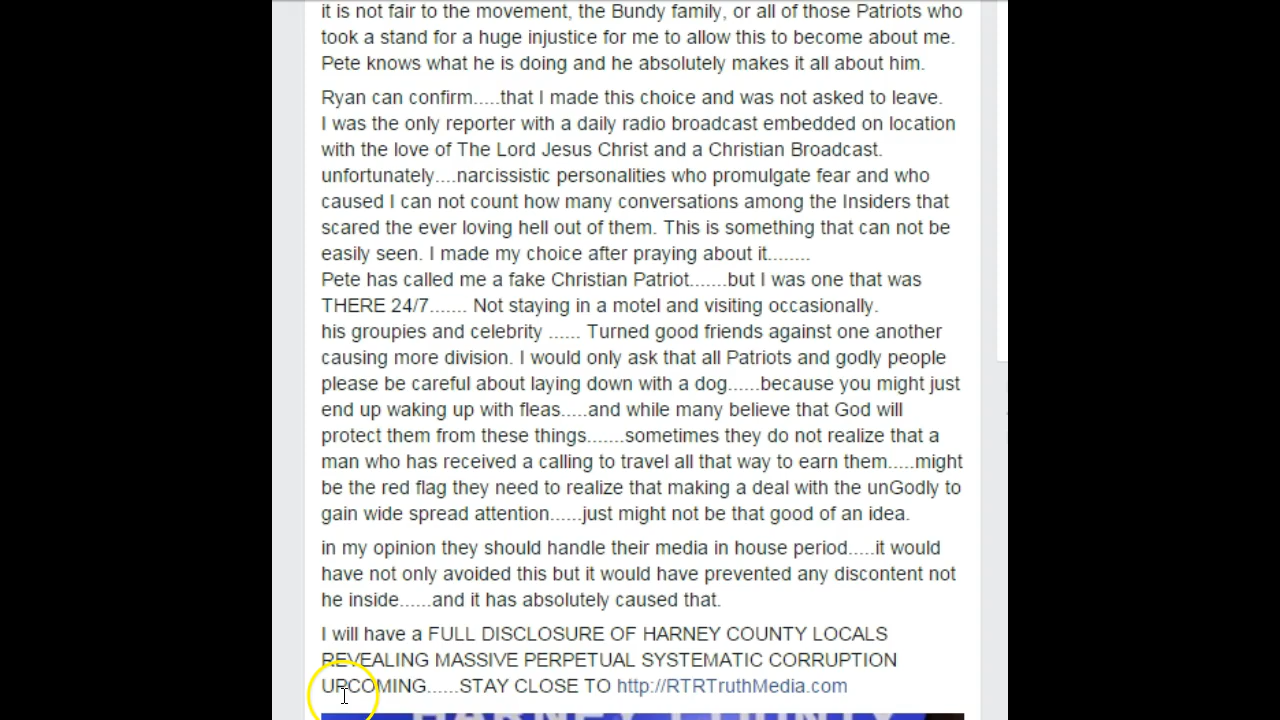 it is not fair to the movement, the Bundy family, or all of those Patriots who
took a stand for a huge injustice for me to allow this to become about me.
Pete knows what he is doing and he absolutely makes it all about him.
Ryan can confirm.....that I made this choice and was not asked to leave.
I was the only reporter with a daily radio broadcast embedded on location
with the love of The Lord Jesus Christ and a Christian Broadcast.
unfortunately....narcissistic personalities who promulgate fear and who
caused I can not count how many conversations among the Insiders that
scared the ever loving hell out of them. This is something that can not be
easily seen. I made my choice after praying about it........
Pete has called me a fake Christian Patriot.......but I was one that was
THERE 24/7....... Not staying in a motel and visiting occasionally.
his groupies and celebrity ...... Turned good friends against one another
causing more division. I would only ask that all Patriots and godly people
please be careful about laying down with a dog......because you might just
end up waking up with fleas.....and while many believe that God will
protect them from these things.......sometimes they do not realize that a
man who has received a calling to travel all that way to earn them.....might
be the red flag they need to realize that making a deal with the unGodly to
gain wide spread attention......just might not be that good of an idea.
in my opinion they should handle their media in house period.....it would
have not only avoided this but it would have prevented any discontent not
he inside......and it has absolutely caused that.
I will have a FULL DISCLOSURE OF HARNEY COUNTY LOCALS
REVEALING MASSIVE PERPETUAL SYSTEMATIC CORRUPTION
UPCOMING......STAY CLOSE TO http://RTRTruthMedia.com
HARNEY COUNTY